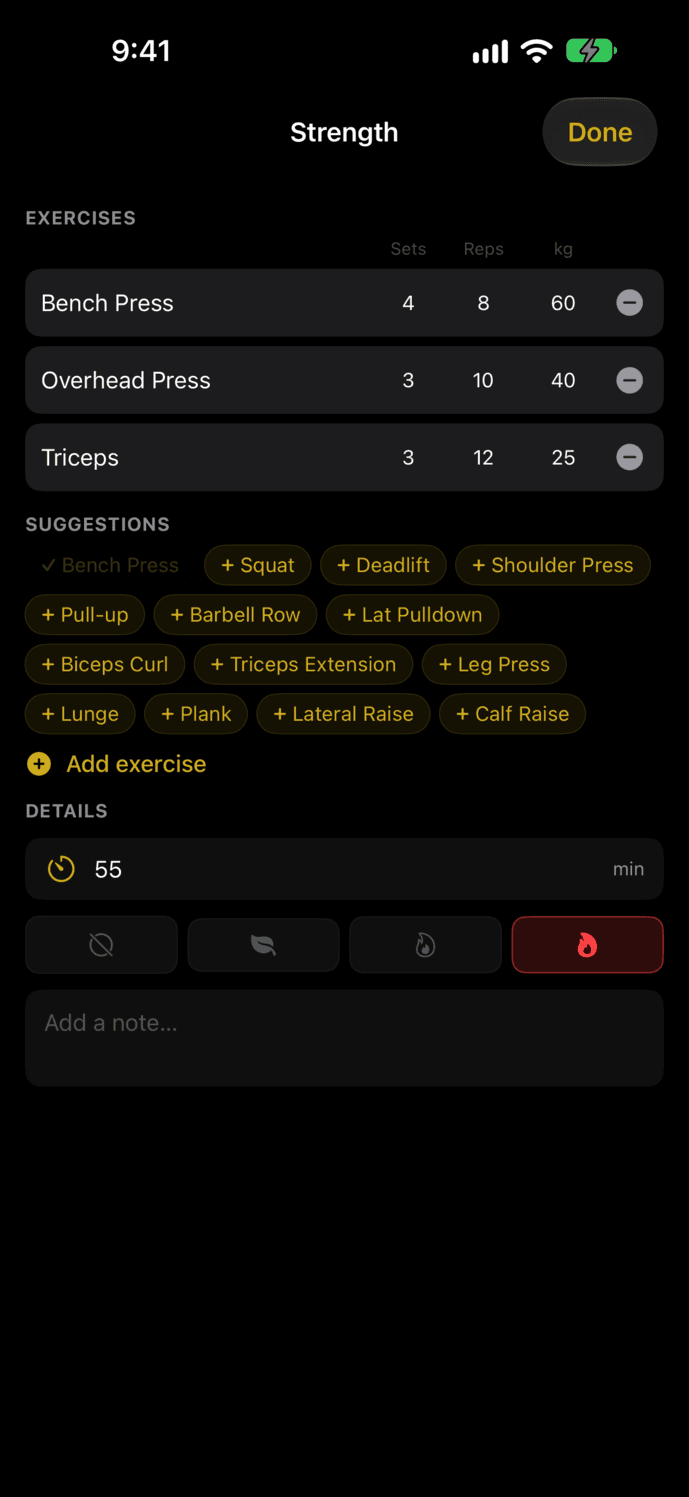 9:41
Strength
Done
EXERCISES
Sets Reps kg
Bench Press 4 8 60
Overhead Press 3 10 40
Triceps 3 12 25
SUGGESTIONS
✓ Bench Press + Squat + Deadlift + Shoulder Press
+ Pull-up + Barbell Row + Lat Pulldown
+ Biceps Curl + Triceps Extension + Leg Press
+ Lunge + Plank + Lateral Raise + Calf Raise
Add exercise
DETAILS
55 min
Add a note...